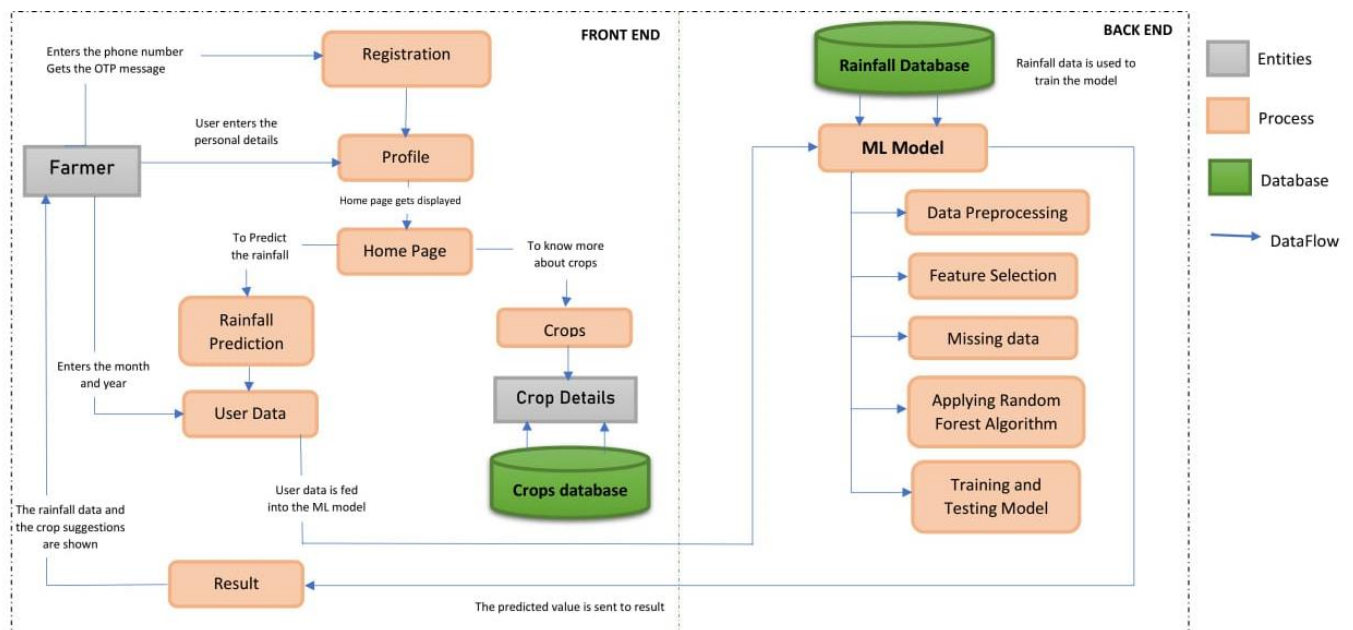 FRONT END
BACK END
Enters the phone number
Gets the OTP message
Registration
Rainfall Database
Rainfall data is used to
train the model
Entities
Process
Database
DataFlow
User enters the
personal details
Farmer
Profile
ML Model
Home page gets displayed
Home Page
To Predict
the rainfall
To know more
about crops
Data Preprocessing
Feature Selection
Missing data
Applying Random
Forest Algorithm
Training and
Testing Model
Rainfall
Prediction
Crops
Enters the month
and year
User Data
Crop Details
Crops database
User data is fed
into the ML model
The rainfall data and
the crop suggestions
are shown
Result
The predicted value is sent to result